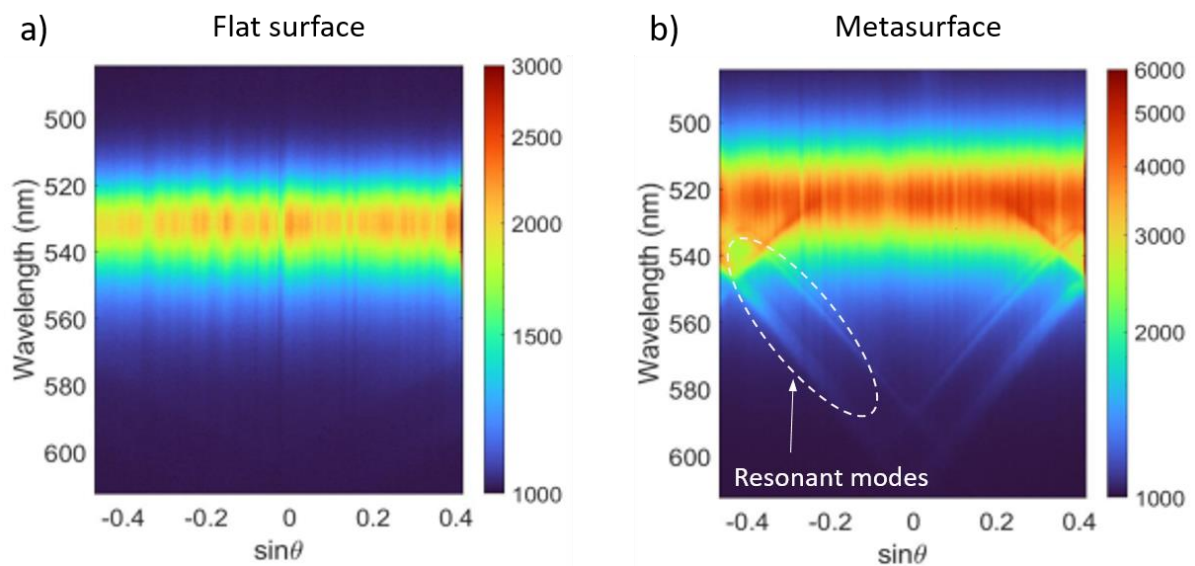 a) Flat surface
3000
500
2500
520
540
2000
560
580
1500
600
1000
Wavelength (nm)
-0.4 -0.2 0 0.2 0.4
sinθ
b) Metasurface
6000
500
5000
520
4000
540
3000
560
2000
580
600
1000
Wavelength (nm)
Resonant modes
-0.4 -0.2 0 0.2 0.4
sinθ